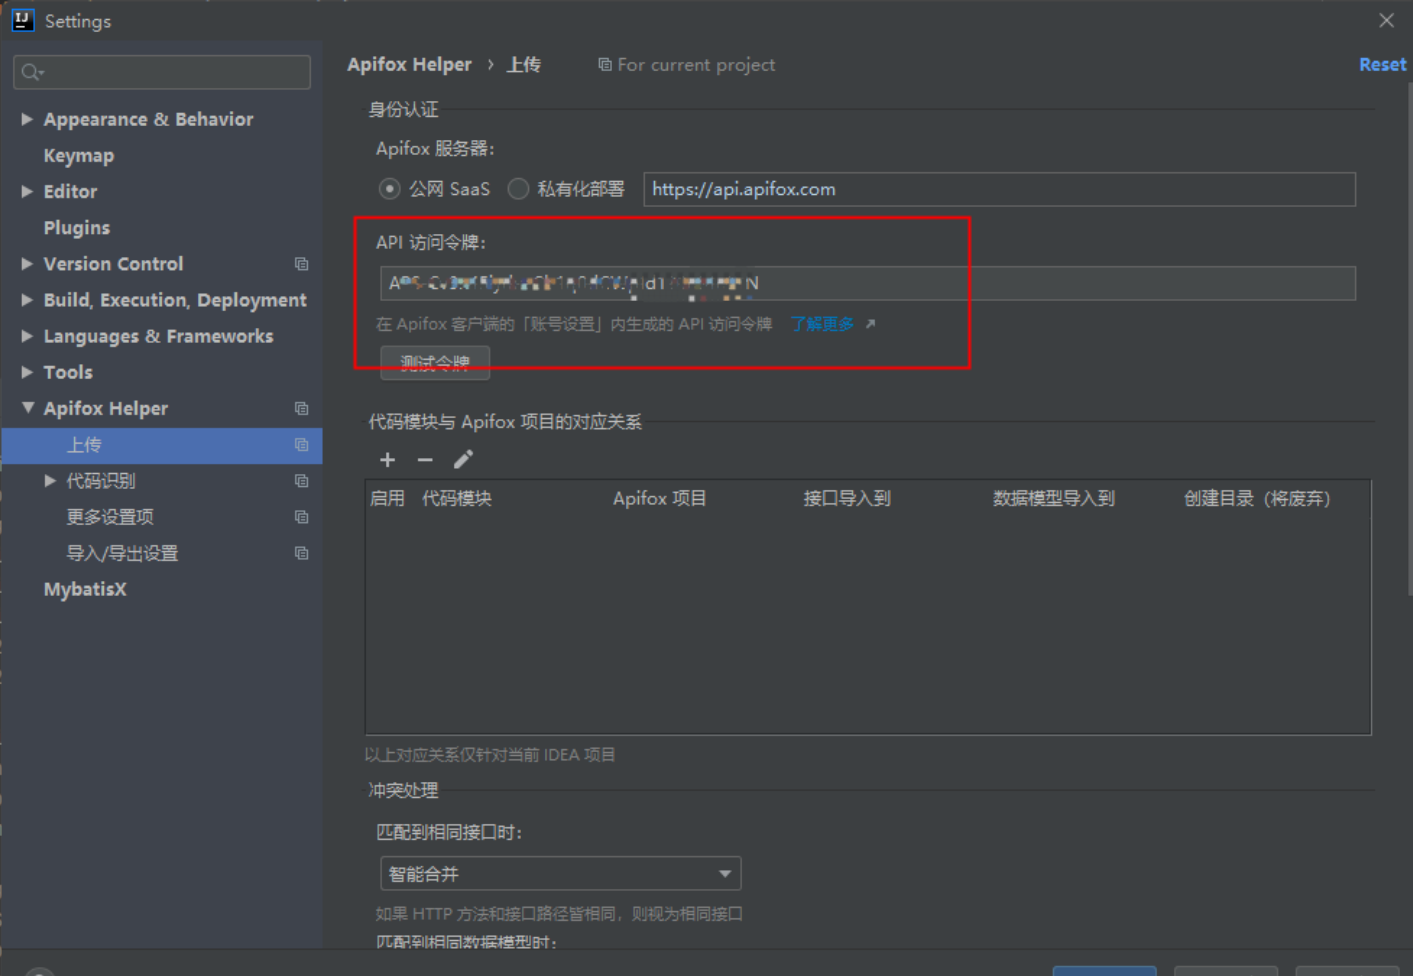 Settings
Apifox Helper › 上传 For current project Reset
Appearance & Behavior
Keymap
Editor
Plugins
Version Control
Build, Execution, Deployment
Languages & Frameworks
Tools
Apifox Helper
上传
代码识别
更多设置项
导入/导出设置
MybatisX
身份认证
Apifox 服务器:
公网 SaaS 私有化部署 https://api.apifox.com
API 访问令牌:
在 Apifox 客户端的「账号设置」内生成的 API 访问令牌 了解更多 ↗
测试令牌
代码模块与 Apifox 项目的对应关系
启用 代码模块 Apifox 项目 接口导入到 数据模型导入到 创建目录（将废弃）
以上对应关系仅针对当前 IDEA 项目
冲突处理
匹配到相同接口时:
智能合并
如果 HTTP 方法和接口路径皆相同，则视为相同接口
匹配到相同数据模型时: